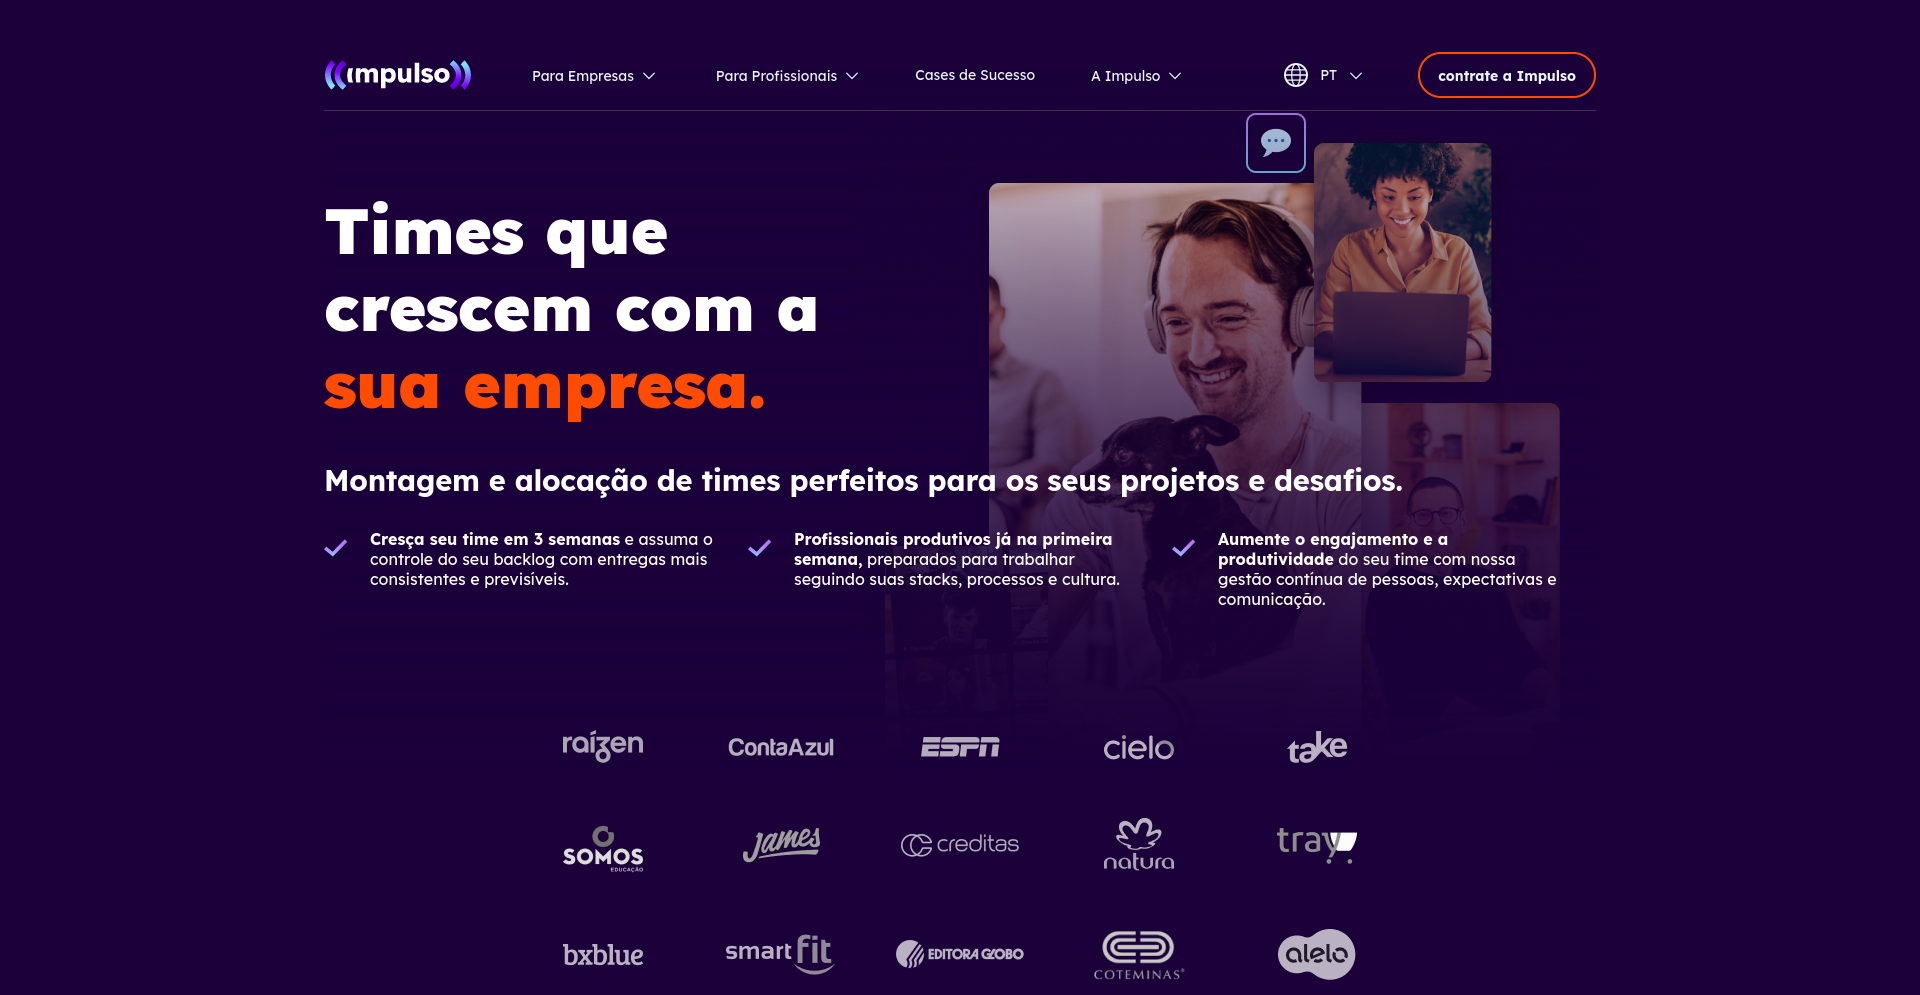 impulso
Para Empresas
Para Profissionais
Cases de Sucesso
A Impulso
PT
contrate a Impulso
Times que
crescem com a
sua empresa.
Montagem e alocação de times perfeitos para os seus projetos e desafios.
Cresça seu time em 3 semanas e assuma o
controle do seu backlog com entregas mais
consistentes e previsíveis.
Profissionais produtivos já na primeira
semana, preparados para trabalhar
seguindo suas stacks, processos e cultura.
Aumente o engajamento e a
produtividade do seu time com nossa
gestão contínua de pessoas, expectativas e
comunicação.
raízen
ContaAzul
ESPN
cielo
take
SOMOS
EDUCAÇÃO
James
creditas
natura
tray
bxblue
smart fit
EDITORA GLOBO
COTEMINAS®
alelo